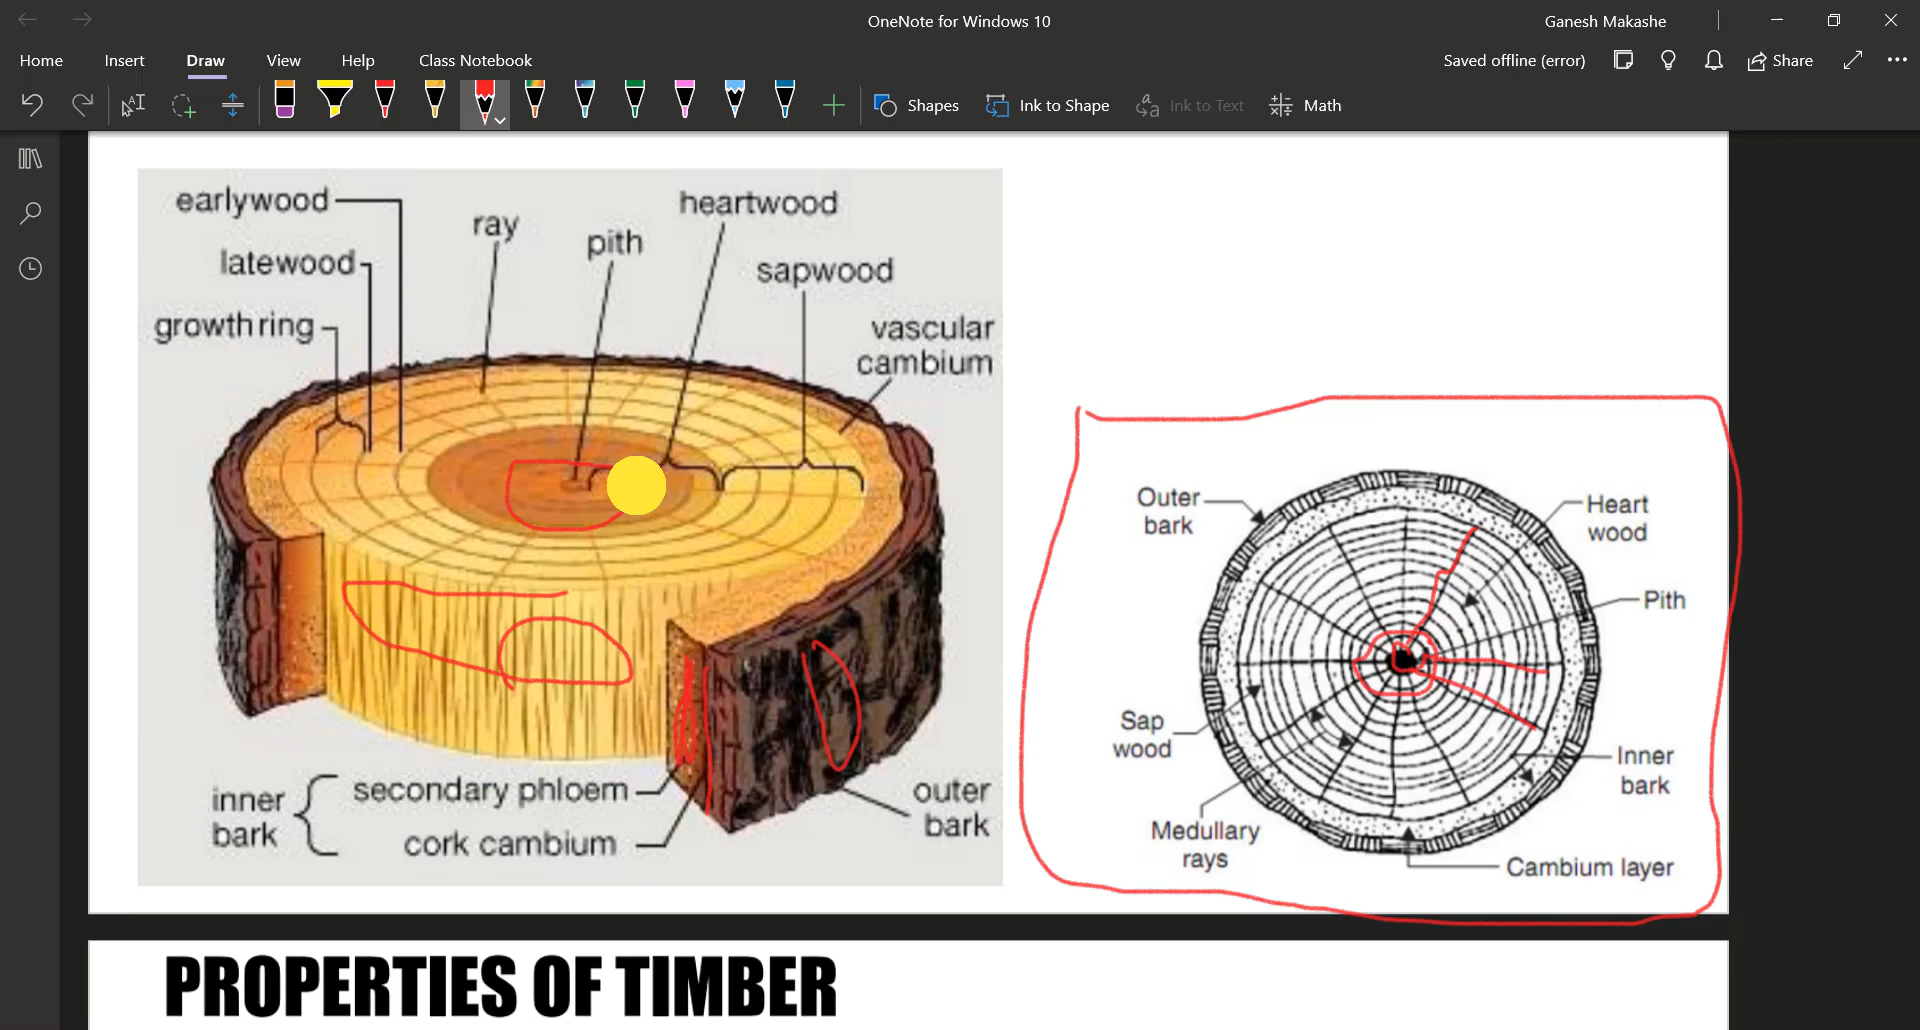 OneNote for Windows 10
Ganesh Makashe
Home Insert Draw View Help Class Notebook
Saved offline (error) Share
Shapes Ink to Shape Ink to Text Math
earlywood
latewood
growth ring
ray
pith
heartwood
sapwood
vascular
cambium
inner
bark
secondary phloem
cork cambium
outer
bark
Outer
bark
Heart
wood
Pith
Sap
wood
Inner
bark
Medullary
rays
Cambium layer
PROPERTIES OF TIMBER